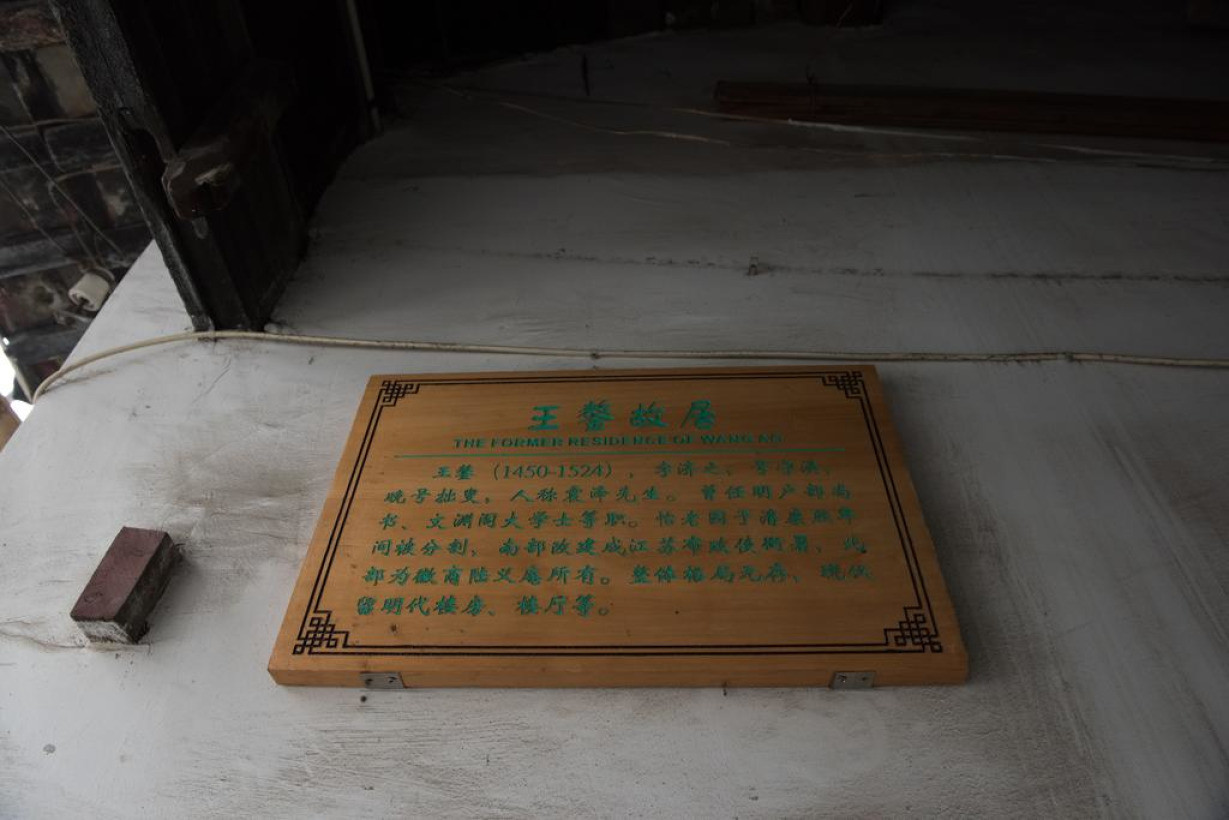 王鏊故居
THE FORMER RESIDENCE OF WANG AO
王鏊（1450-1524），字济之，号守溪，
晚号拙叟。人称震泽先生。曾任明户部尚
书、文渊阁大学士等职。怡老园于清康熙年
间被分割，南部改建成江苏布政使衙署，北
部为徽商陆义庵所有。整体格局无存，现仅
留明代楼房、楼厅等。